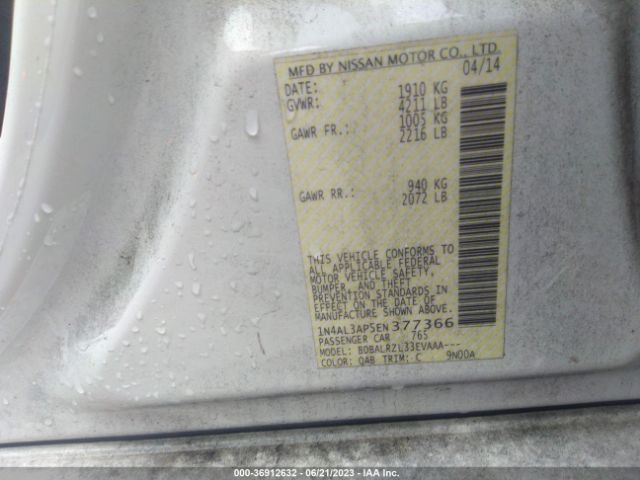 MFD BY NISSAN MOTOR CO., LTD.
04/14
DATE: 1910 KG
GVWR: 4211 LB
1005 KG
GAWR FR.: 2216 LB
940 KG
GAWR RR.: 2072 LB
THIS VEHICLE CONFORMS TO
ALL APPLICABLE FEDERAL
MOTOR VEHICLE SAFETY,
BUMPER, AND THEFT
PREVENTION STANDARDS IN
EFFECT ON THE DATE OF
MANUFACTURE SHOWN ABOVE.
1N4AL3AP5EN377366
PASSENGER CAR 765
MODEL: BDBALRZL33EVAAA---
COLOR: QAB TRIM: C 9N00A
000-36912632 / 06/21/2023 - IAA Inc.